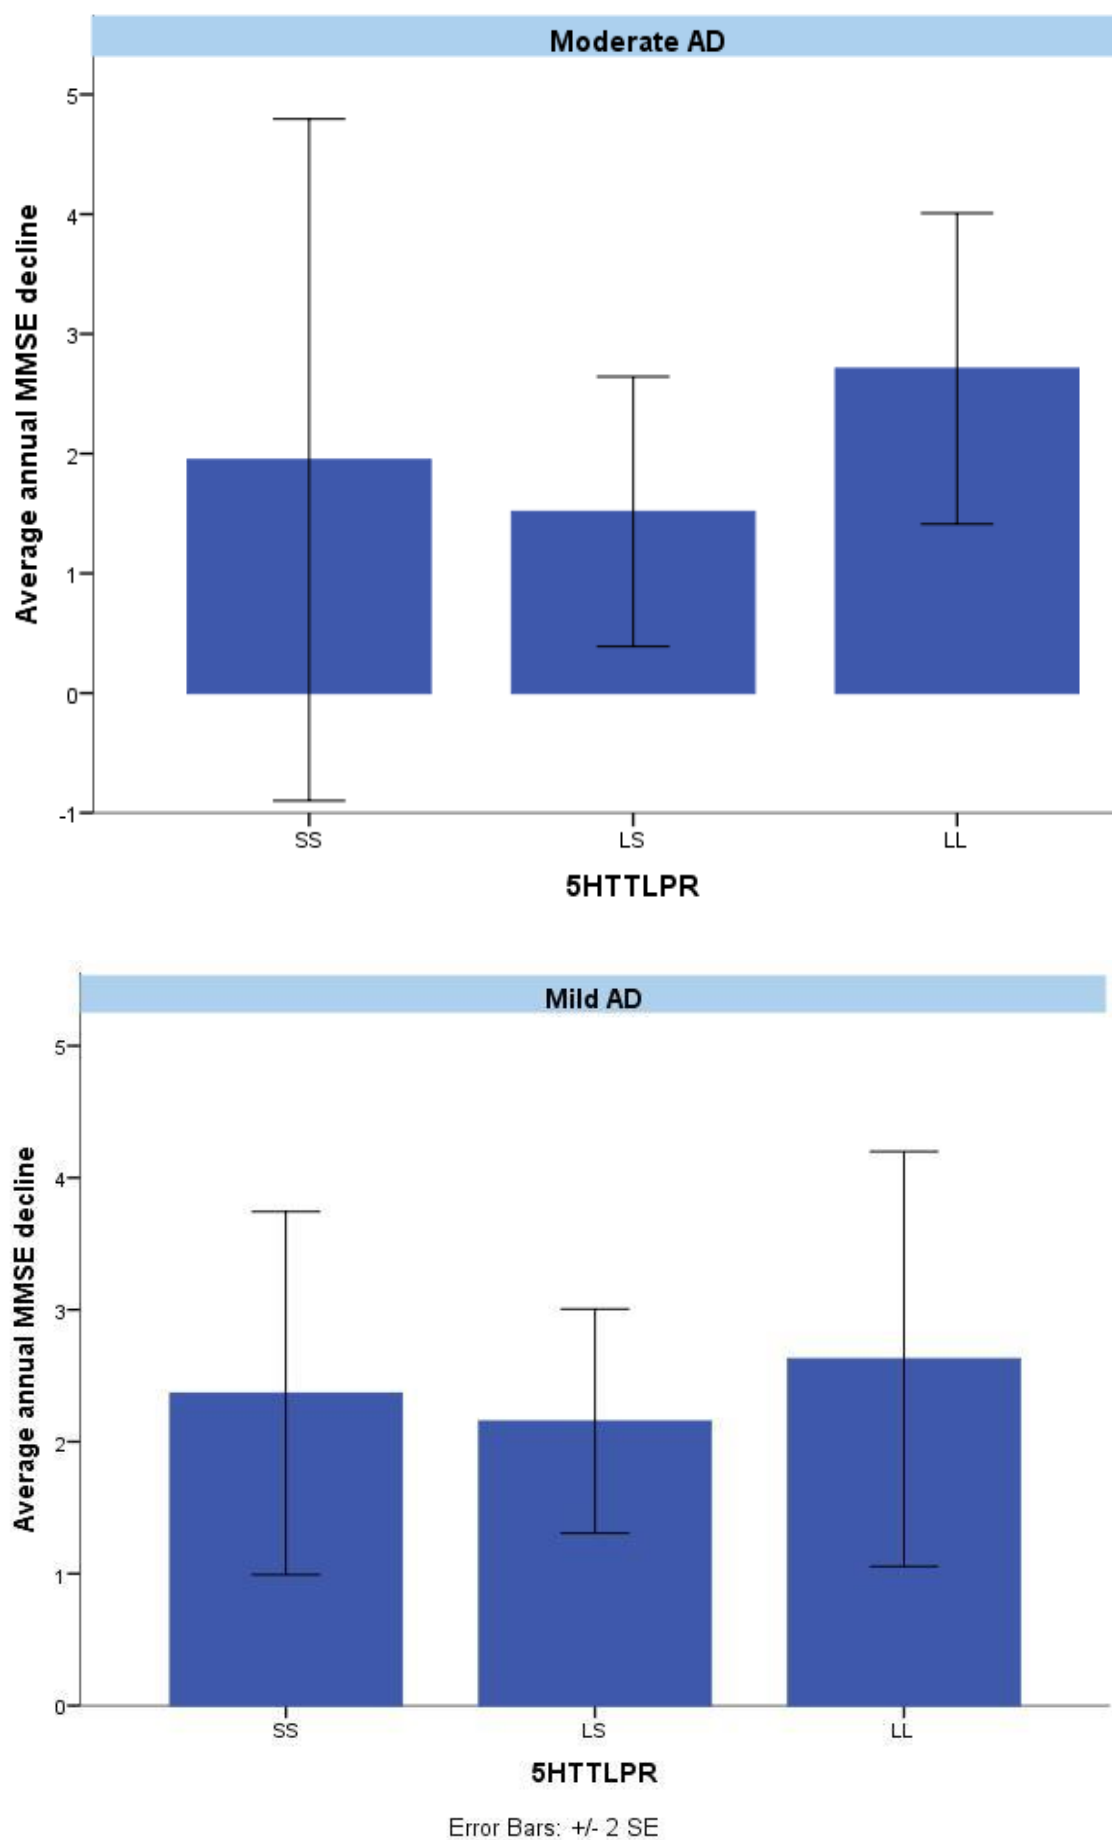 Moderate AD
Average annual MMSE decline
5
4
3
2
1
0
-1
SS LS LL
5HTTLPR
Mild AD
Average annual MMSE decline
5
4
3
2
1
0
SS LS LL
5HTTLPR
Error Bars: +/- 2 SE